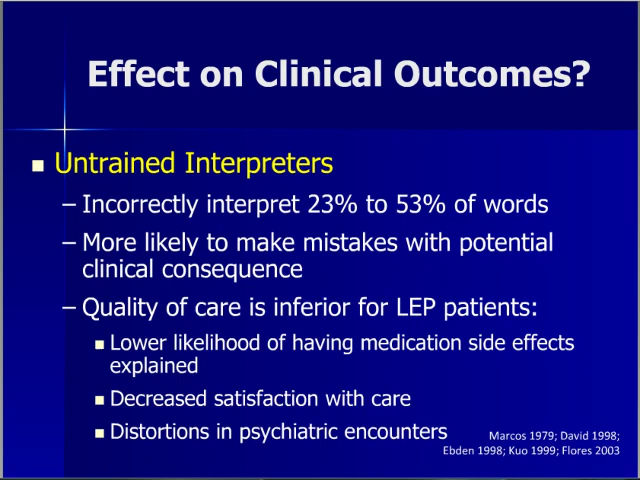 Effect on Clinical Outcomes?
Untrained Interpreters
– Incorrectly interpret 23% to 53% of words
– More likely to make mistakes with potential
clinical consequence
– Quality of care is inferior for LEP patients:
Lower likelihood of having medication side effects
explained
Decreased satisfaction with care
Distortions in psychiatric encounters
Marcos 1979; David 1998;
Ebden 1998; Kuo 1999; Flores 2003